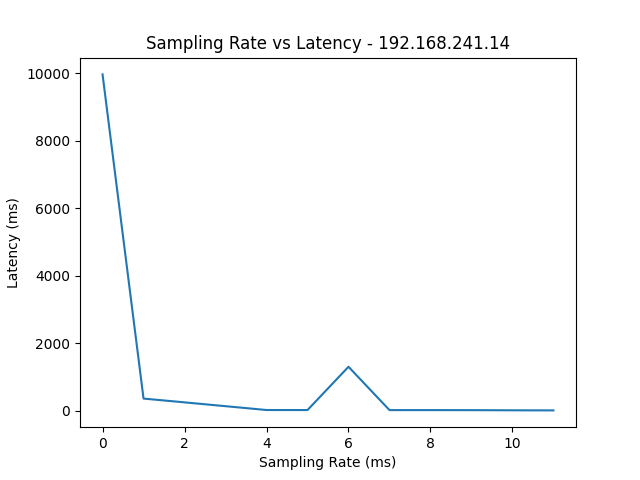 Sampling Rate vs Latency - 192.168.241.14
10000
8000
6000
4000
2000
0
Latency (ms)
0 2 4 6 8 10
Sampling Rate (ms)